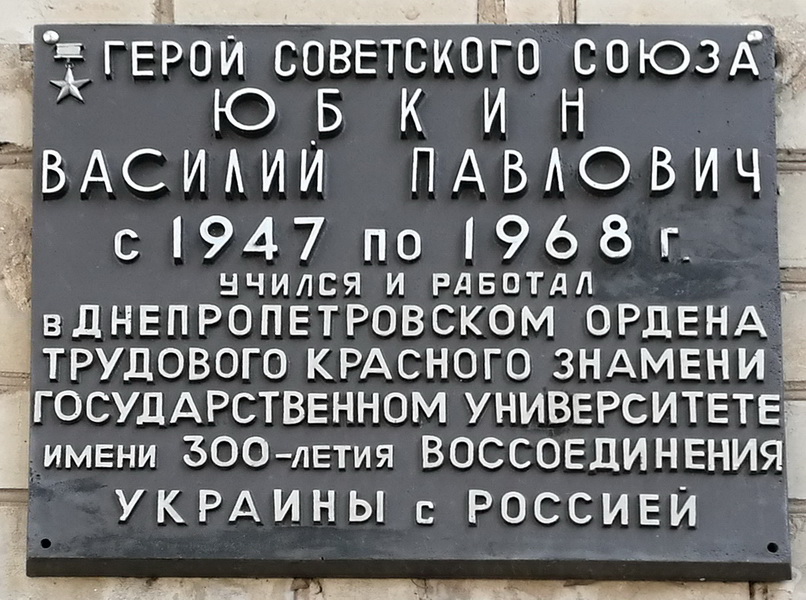 ГЕРОЙ СОВЕТСКОГО СОЮЗА
ЮБКИН
ВАСИЛИЙ ПАВЛОВИЧ
с 1947 по 1968 г.
УЧИЛСЯ И РАБОТАЛ
в ДНЕПРОПЕТРОВСКОМ ОРДЕНА
ТРУДОВОГО КРАСНОГО ЗНАМЕНИ
ГОСУДАРСТВЕННОМ УНИВЕРСИТЕТЕ
имени 300-летия ВОССОЕДИНЕНИЯ
УКРАИНЫ с РОССИЕЙ